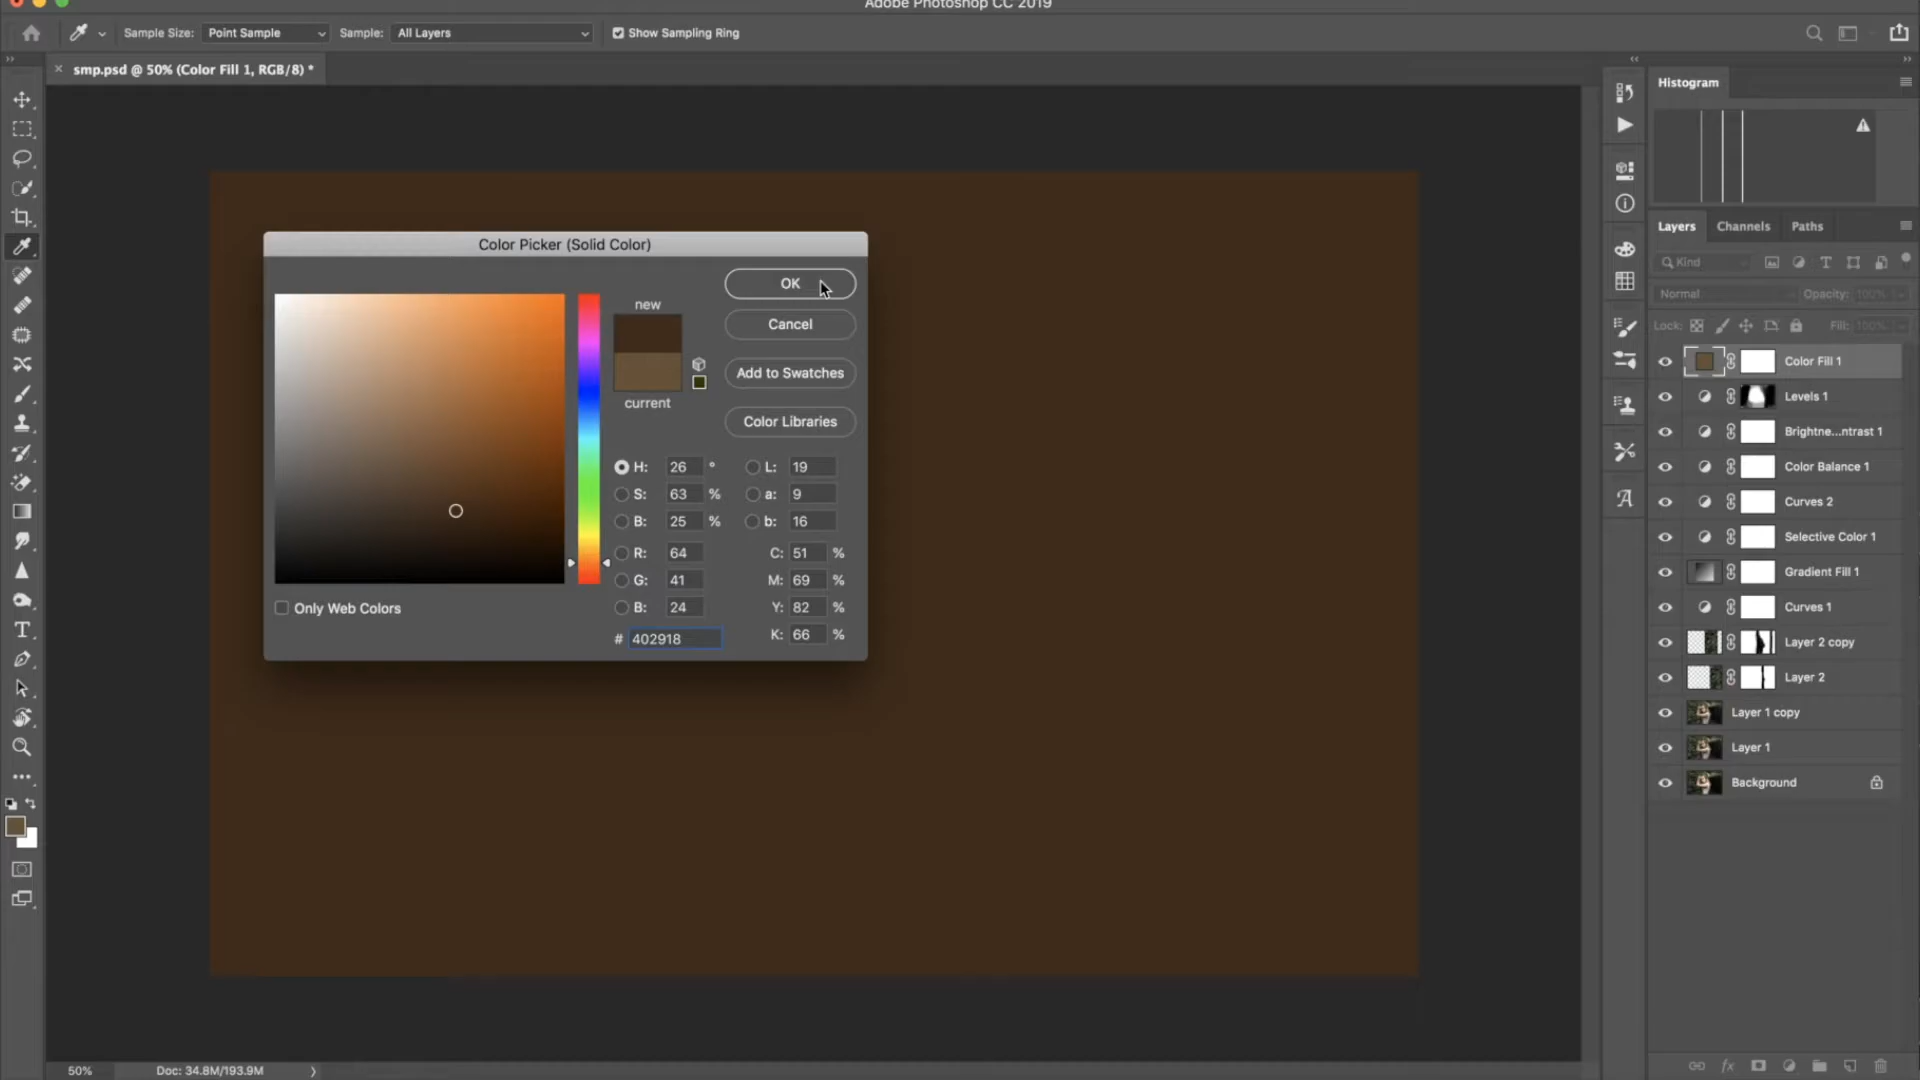 Adobe Photoshop CC 2019
Sample Size: Point Sample Sample: All Layers Show Sampling Ring
smp.psd @ 50% (Color Fill 1, RGB/8) *
Histogram
Color Picker (Solid Color)
new
current
OK
Cancel
Add to Swatches
Color Libraries
H: 26 ° L: 19
S: 63 % a: 9
B: 25 % b: 16
R: 64 C: 51 %
G: 41 M: 69 %
B: 24 Y: 82 %
# 402918 K: 66 %
Only Web Colors
Layers Channels Paths
Kind
Normal Opacity: 100%
Lock: Fill: 100%
Color Fill 1
Levels 1
Brightne...ntrast 1
Color Balance 1
Curves 2
Selective Color 1
Gradient Fill 1
Curves 1
Layer 2 copy
Layer 2
Layer 1 copy
Layer 1
Background
50% Doc: 34.8M/193.9M